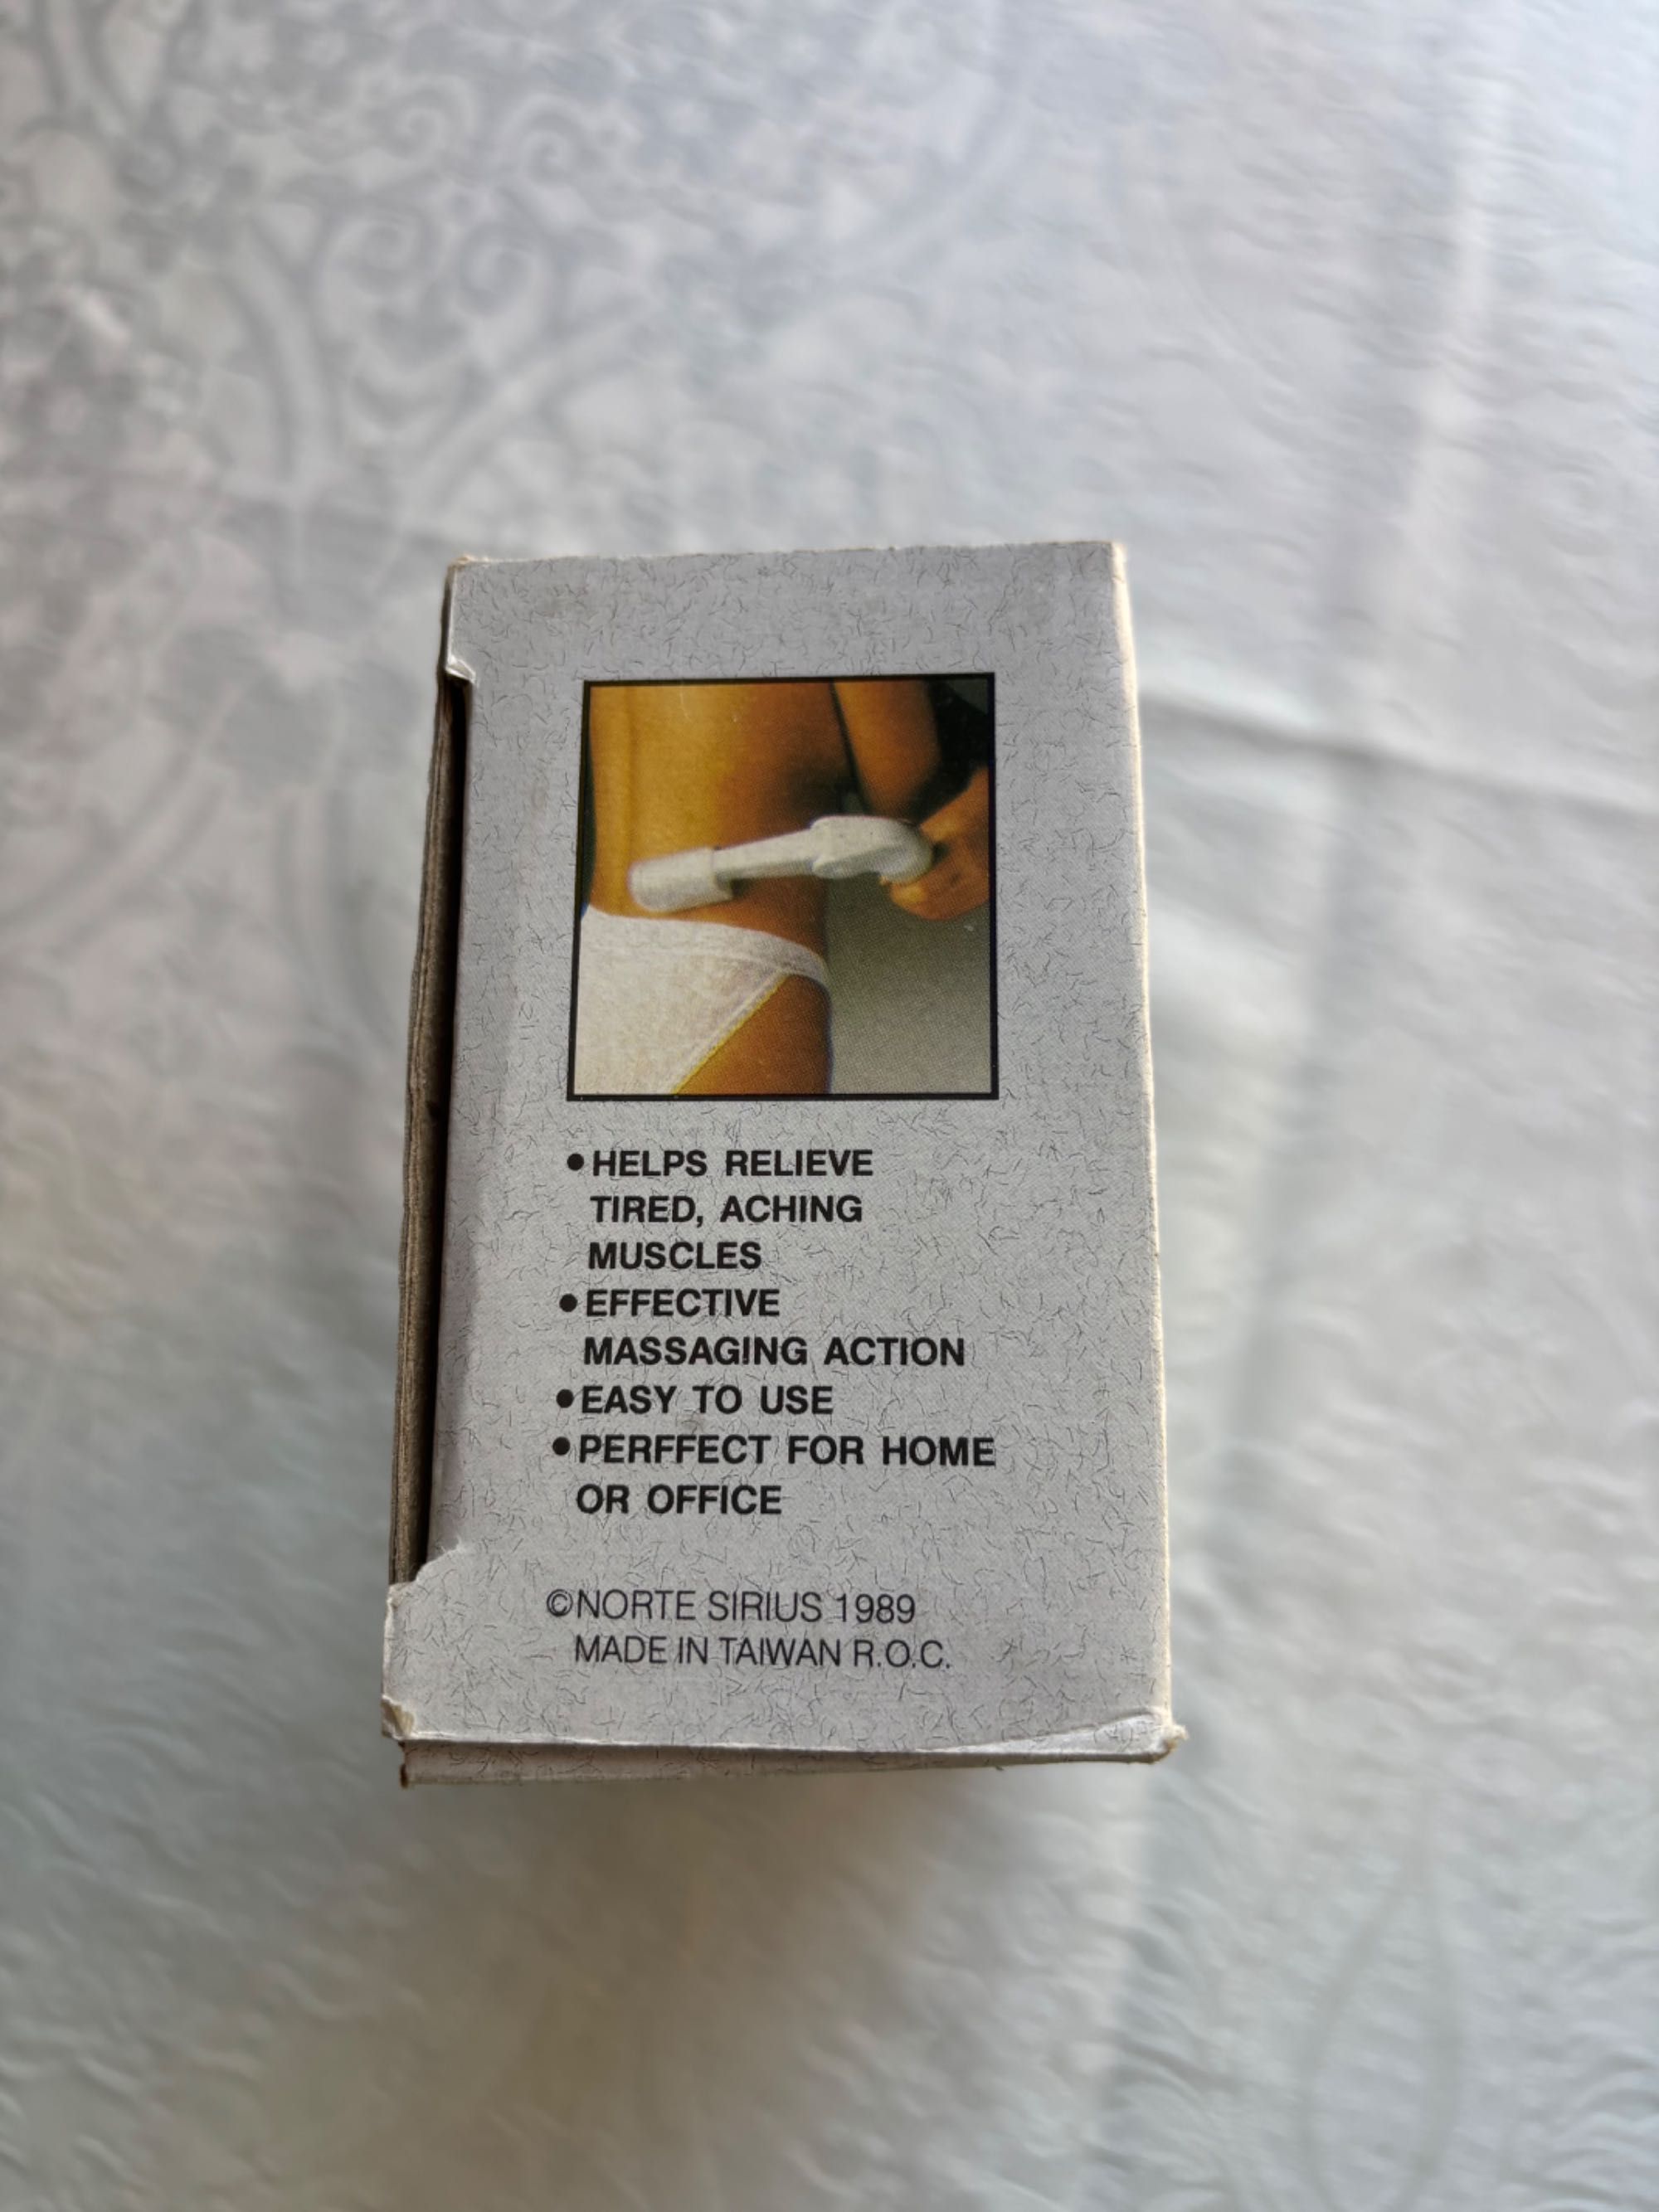 •HELPS RELIEVE
TIRED, ACHING
MUSCLES
•EFFECTIVE
MASSAGING ACTION
•EASY TO USE
•PERFFECT FOR HOME
OR OFFICE
©NORTE SIRIUS 1989
MADE IN TAIWAN R.O.C.